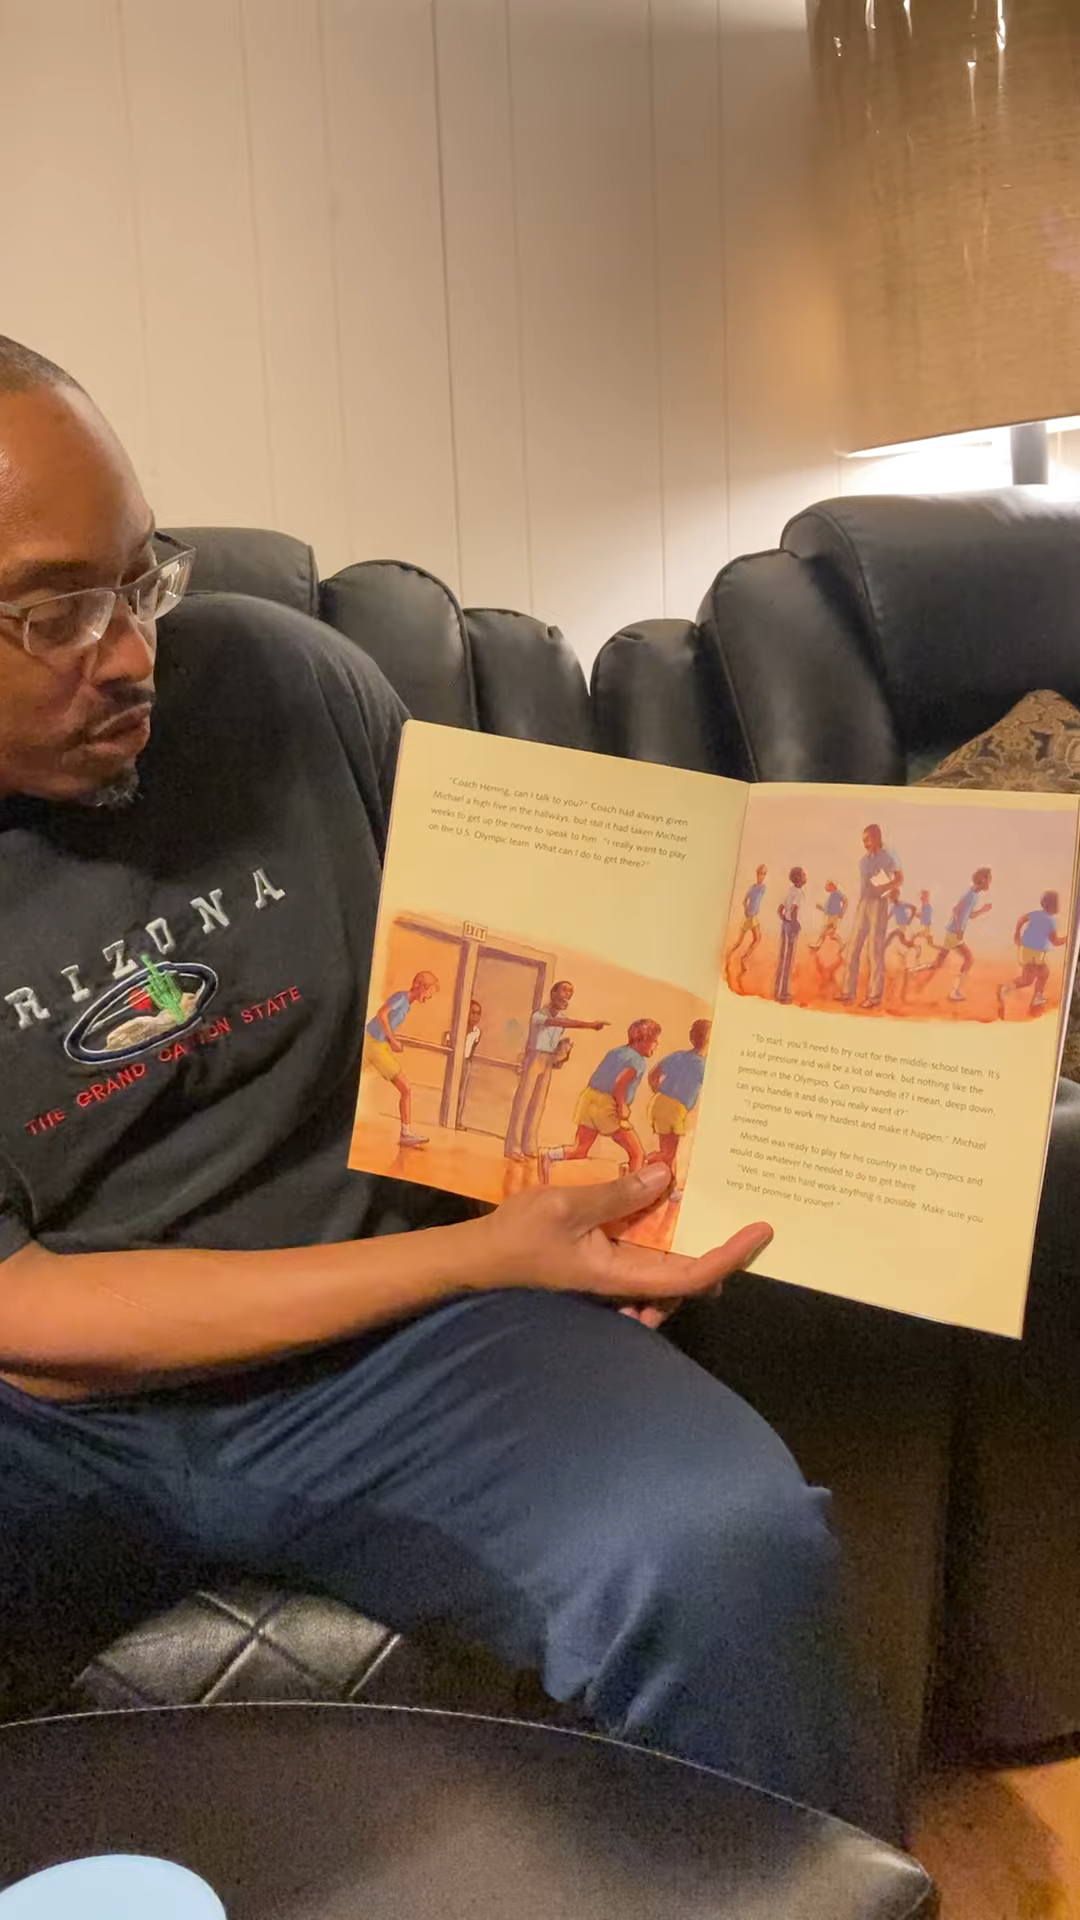 ARIZONA
THE GRAND CANYON STATE
"Coach Herring, can I talk to you?" Coach had always given
Michael a high five in the hallways, but still it had taken Michael
weeks to get up the nerve to speak to him. "I really want to play
on the U.S. Olympic team. What can I do to get there?"
EXIT
"To start, you'll need to try out for the middle-school team. It's
a lot of pressure and will be a lot of work, but nothing like the
pressure in the Olympics. Can you handle it? I mean, deep down,
can you handle it and do you really want it?"
"I promise to work my hardest and make it happen," Michael
answered.
Michael was ready to play for his country in the Olympics and
would do whatever he needed to do to get there.
"Well, son, with hard work anything is possible. Make sure you
keep that promise to yourself."